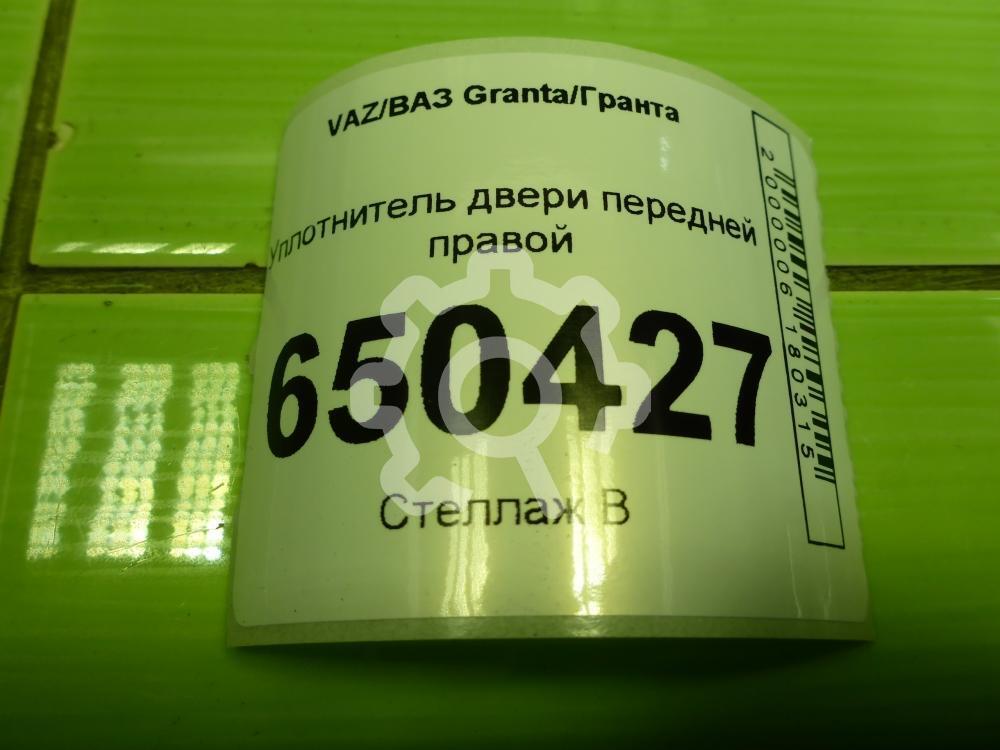 VAZ/ВАЗ Granta/Гранта
Уплотнитель двери передней
правой
650427
Стеллаж В
2000006180315